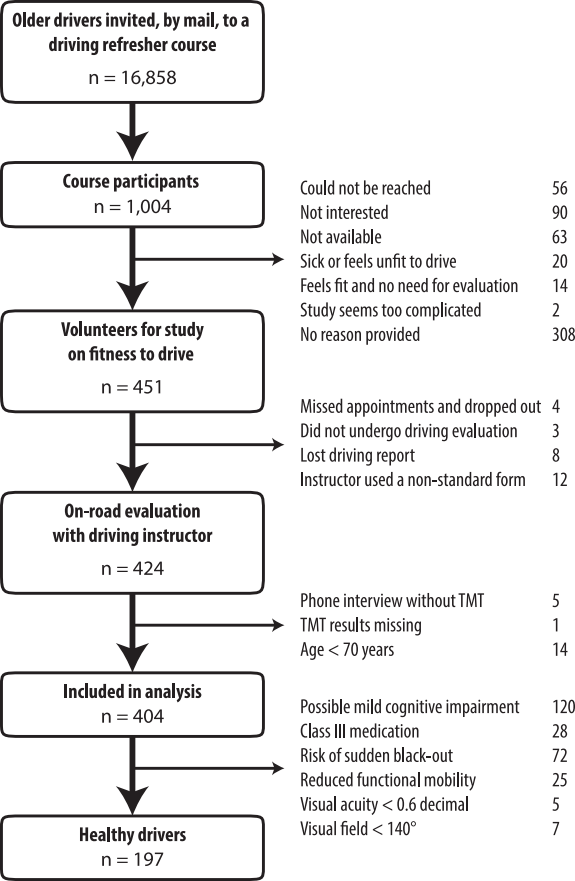 Older drivers invited, by mail, to a
driving refresher course
n = 16,858
Course participants
n = 1,004
Could not be reached 56
Not interested 90
Not available 63
Sick or feels unfit to drive 20
Feels fit and no need for evaluation 14
Study seems too complicated 2
No reason provided 308
Volunteers for study
on fitness to drive
n = 451
Missed appointments and dropped out 4
Did not undergo driving evaluation 3
Lost driving report 8
Instructor used a non-standard form 12
On-road evaluation
with driving instructor
n = 424
Phone interview without TMT 5
TMT results missing 1
Age < 70 years 14
Included in analysis
n = 404
Possible mild cognitive impairment 120
Class III medication 28
Risk of sudden black-out 72
Reduced functional mobility 25
Visual acuity < 0.6 decimal 5
Visual field < 140° 7
Healthy drivers
n = 197